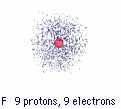 F 9 protons, 9 electrons